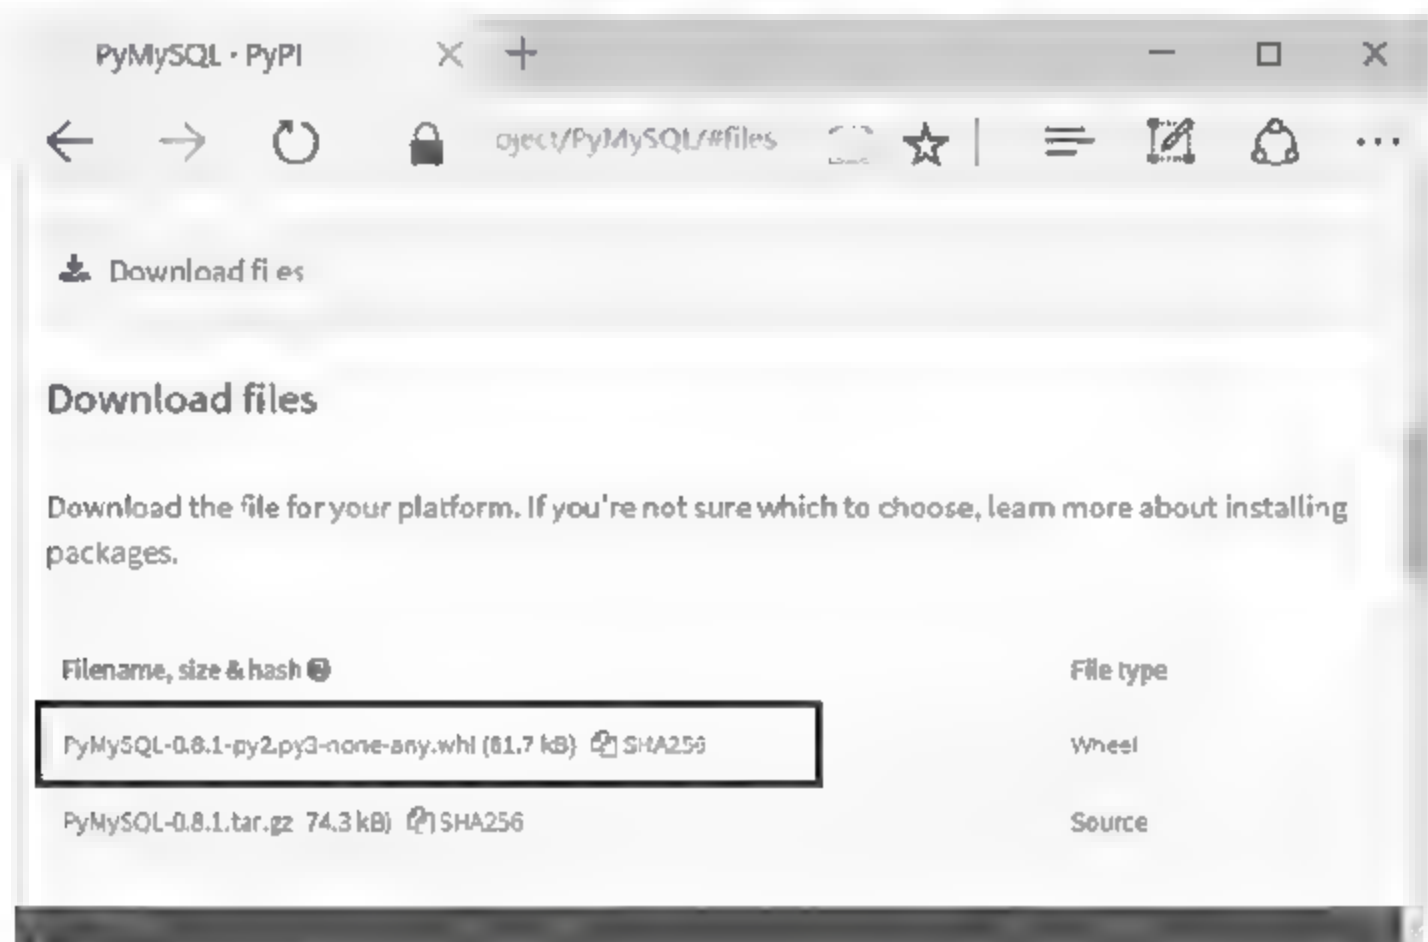 PyMySQL · PyPI
oject/PyMySQL/#files
Download fi es
Download files
Download the file for your platform. If you're not sure which to choose, learn more about installing
packages.
Filename, size & hash File type
PyMySQL-0.8.1-py2.py3-none-any.whl (81.7 kB) SHA256 Wheel
PyMySQL-0.8.1.tar.gz 74.3 kB) SHA256 Source